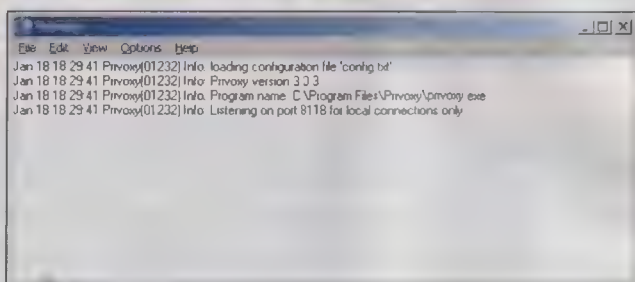 File Edit View Options Help
Jan 18 18:29:41 Privoxy(01232) Info: loading configuration file 'config.txt'
Jan 18 18:29:41 Privoxy(01232) Info: Privoxy version 3.0.3
Jan 18 18:29:41 Privoxy(01232) Info: Program name: C:\Program Files\Privoxy\privoxy.exe
Jan 18 18:29:41 Privoxy(01232) Info: Listening on port 8118 for local connections only